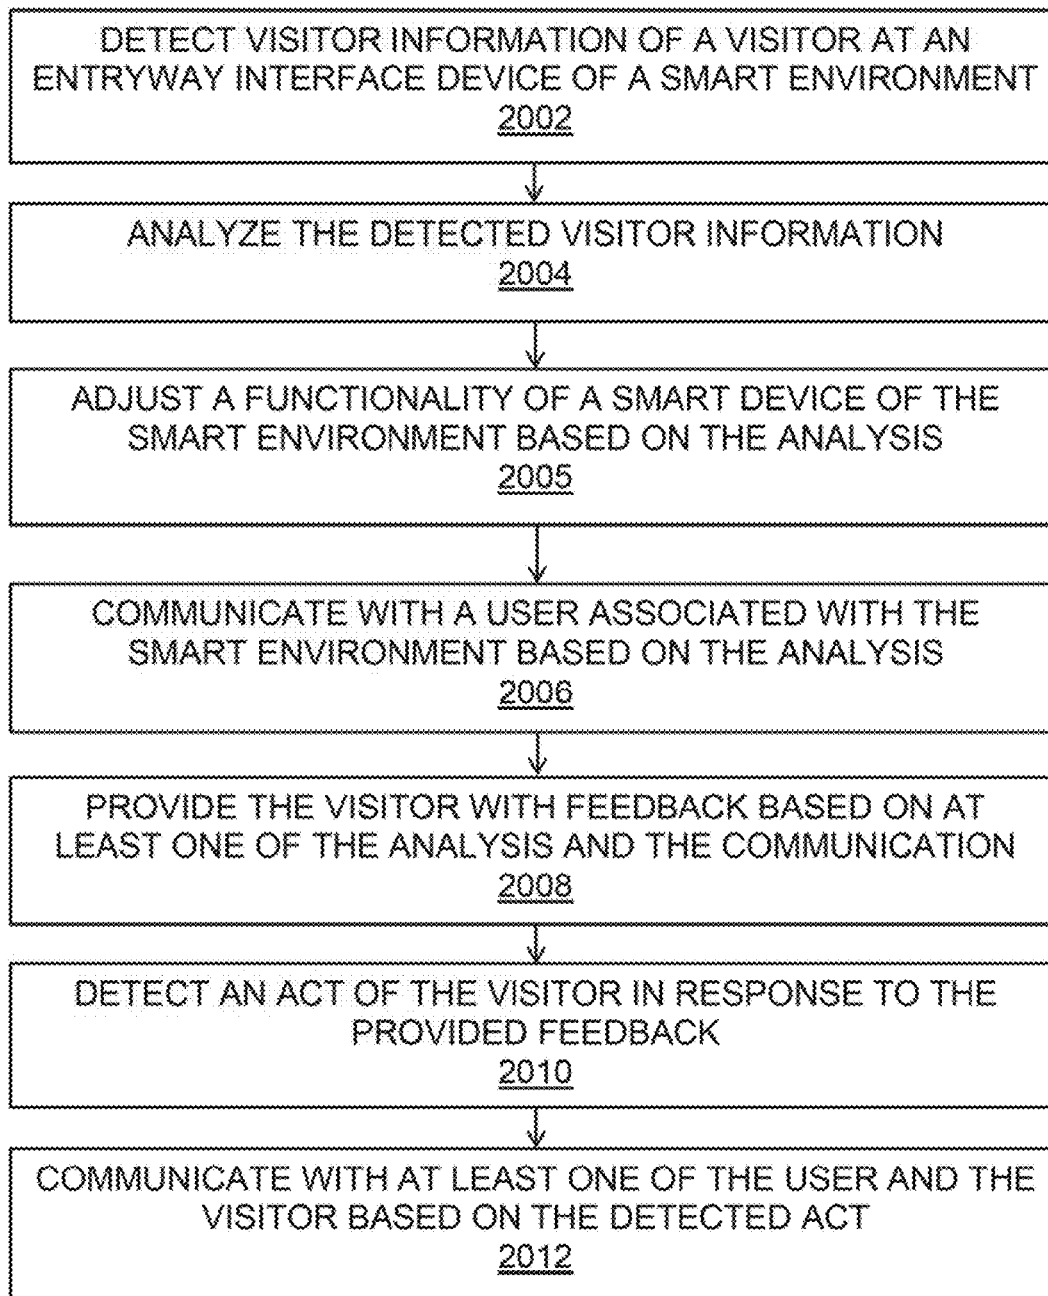 DETECT VISITOR INFORMATION OF A VISITOR AT AN
ENTRYWAY INTERFACE DEVICE OF A SMART ENVIRONMENT
2002
ANALYZE THE DETECTED VISITOR INFORMATION
2004
ADJUST A FUNCTIONALITY OF A SMART DEVICE OF THE
SMART ENVIRONMENT BASED ON THE ANALYSIS
2005
COMMUNICATE WITH A USER ASSOCIATED WITH THE
SMART ENVIRONMENT BASED ON THE ANALYSIS
2006
PROVIDE THE VISITOR WITH FEEDBACK BASED ON AT
LEAST ONE OF THE ANALYSIS AND THE COMMUNICATION
2008
DETECT AN ACT OF THE VISITOR IN RESPONSE TO THE
PROVIDED FEEDBACK
2010
COMMUNICATE WITH AT LEAST ONE OF THE USER AND THE
VISITOR BASED ON THE DETECTED ACT
2012